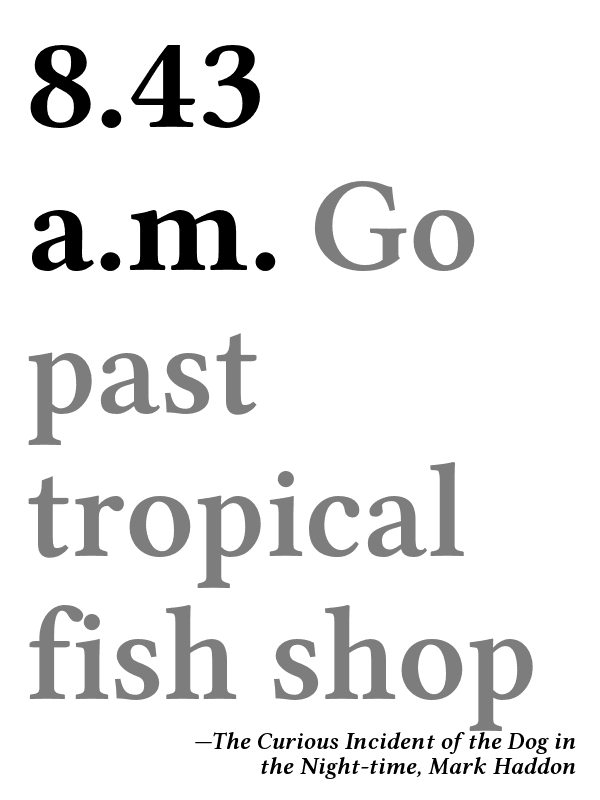 8.43
a.m. Go
past
tropical
fish shop
—The Curious Incident of the Dog in
the Night-time, Mark Haddon